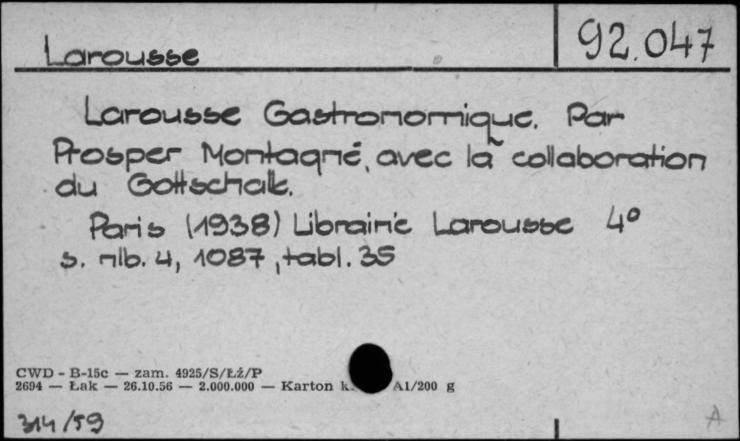 Larousse 92.047
Larousse Gastronomique. Par
Prosper Montagné, avec la collaboration
du Gottschalk.
Paris (1938) Librairie Larousse 4°
s. nlb. 4, 1087, tabl. 35
CWD - B-15c — zam. 4925/S/Łź/P
2694 — Łak — 26.10.56 — 2.000.000 — Karton k. A1/200 g
314/59
A